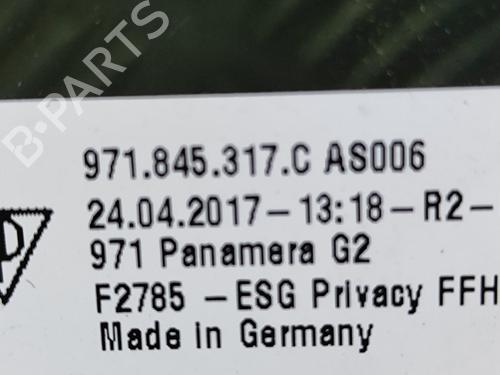 B-PARTS
971.845.317.C AS006
24.04.2017-13:18-R2-
971 Panamera G2
F2785 -ESG Privacy FFH
Made in Germany